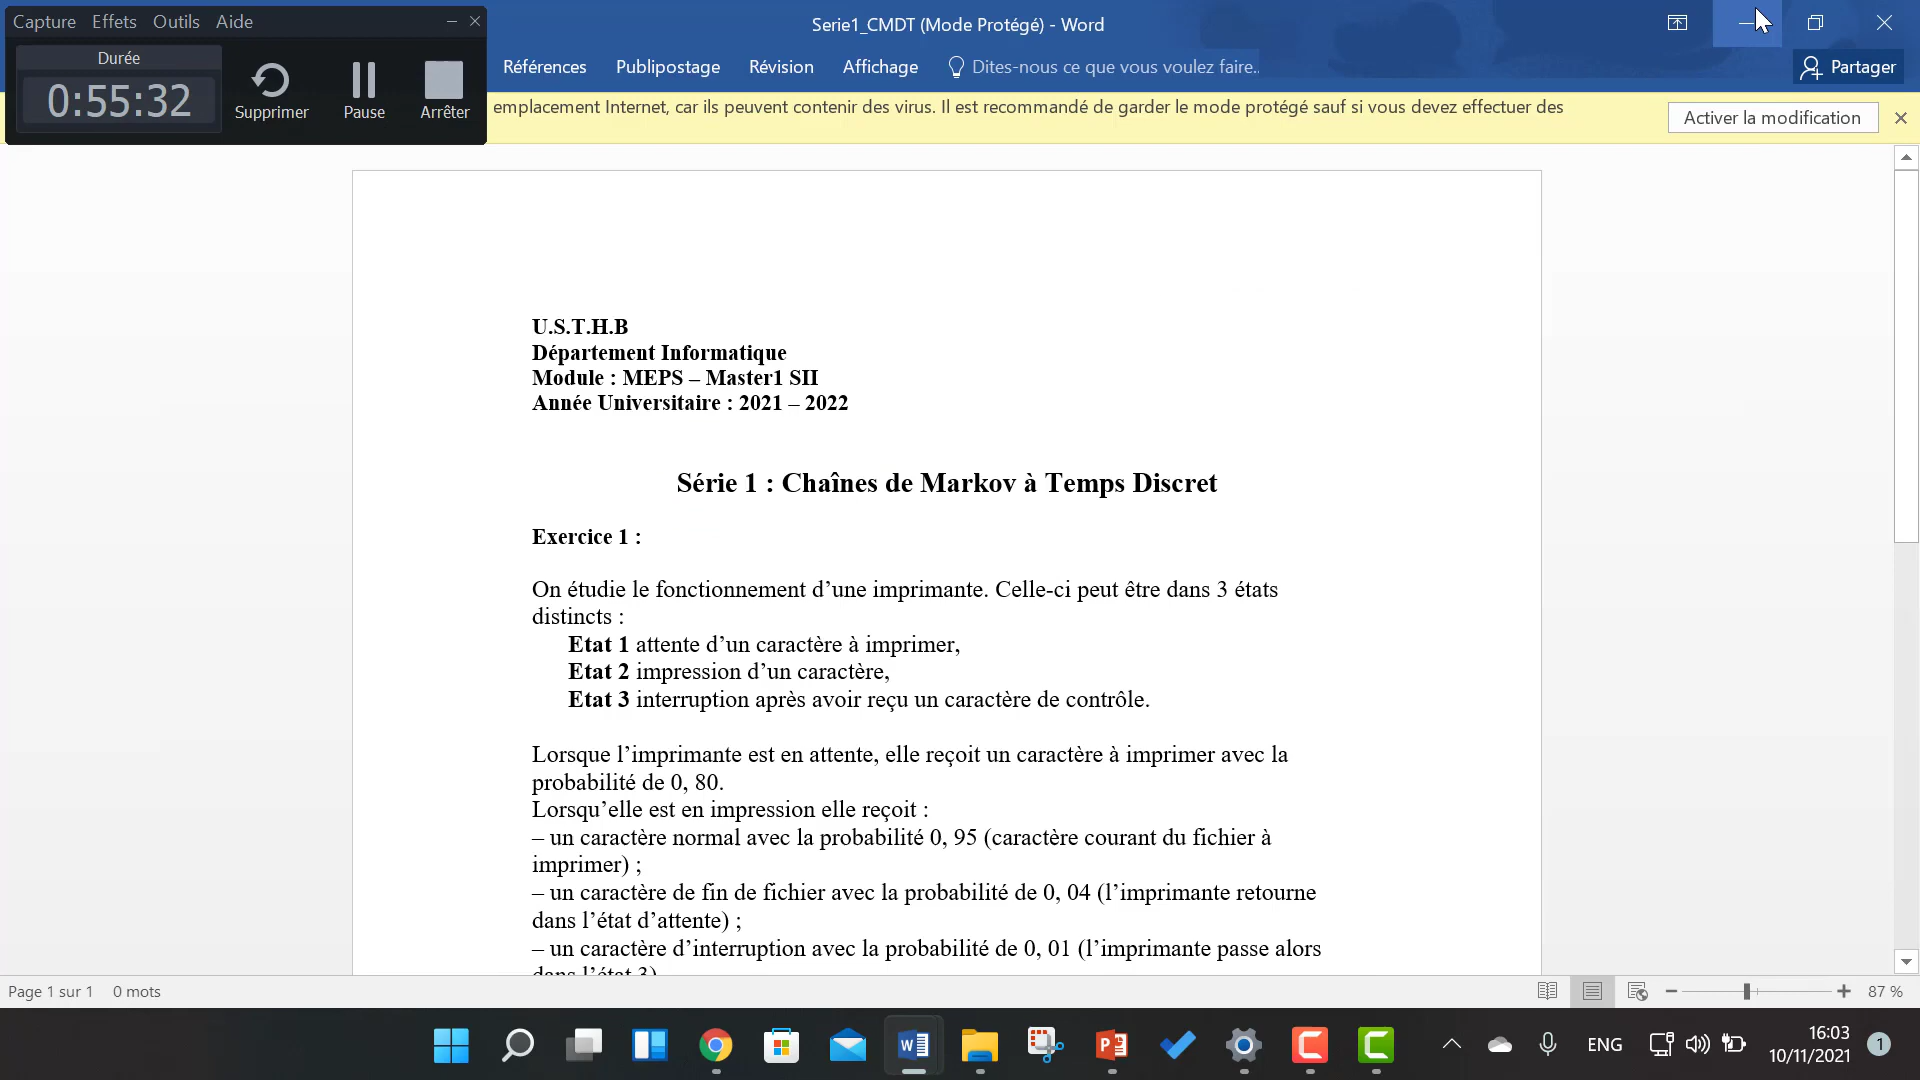 Capture Effets Outils Aide
Serie1_CMDT (Mode Protégé) - Word
Durée
0:55:32
Supprimer
Pause
Arrêter
Références Publipostage Révision Affichage Dites-nous ce que vous voulez faire..
Partager
emplacement Internet, car ils peuvent contenir des virus. Il est recommandé de garder le mode protégé sauf si vous devez effectuer des
Activer la modification
U.S.T.H.B
Département Informatique
Module : MEPS – Master1 SII
Année Universitaire : 2021 – 2022
Série 1 : Chaînes de Markov à Temps Discret
Exercice 1 :
On étudie le fonctionnement d’une imprimante. Celle-ci peut être dans 3 états
distincts :
Etat 1 attente d’un caractère à imprimer,
Etat 2 impression d’un caractère,
Etat 3 interruption après avoir reçu un caractère de contrôle.
Lorsque l’imprimante est en attente, elle reçoit un caractère à imprimer avec la
probabilité de 0, 80.
Lorsqu’elle est en impression elle reçoit :
– un caractère normal avec la probabilité 0, 95 (caractère courant du fichier à
imprimer) ;
– un caractère de fin de fichier avec la probabilité de 0, 04 (l’imprimante retourne
dans l’état d’attente) ;
– un caractère d’interruption avec la probabilité de 0, 01 (l’imprimante passe alors
dans l’état 3)
Page 1 sur 1 0 mots
87 %
ENG
16:03
10/11/2021
1